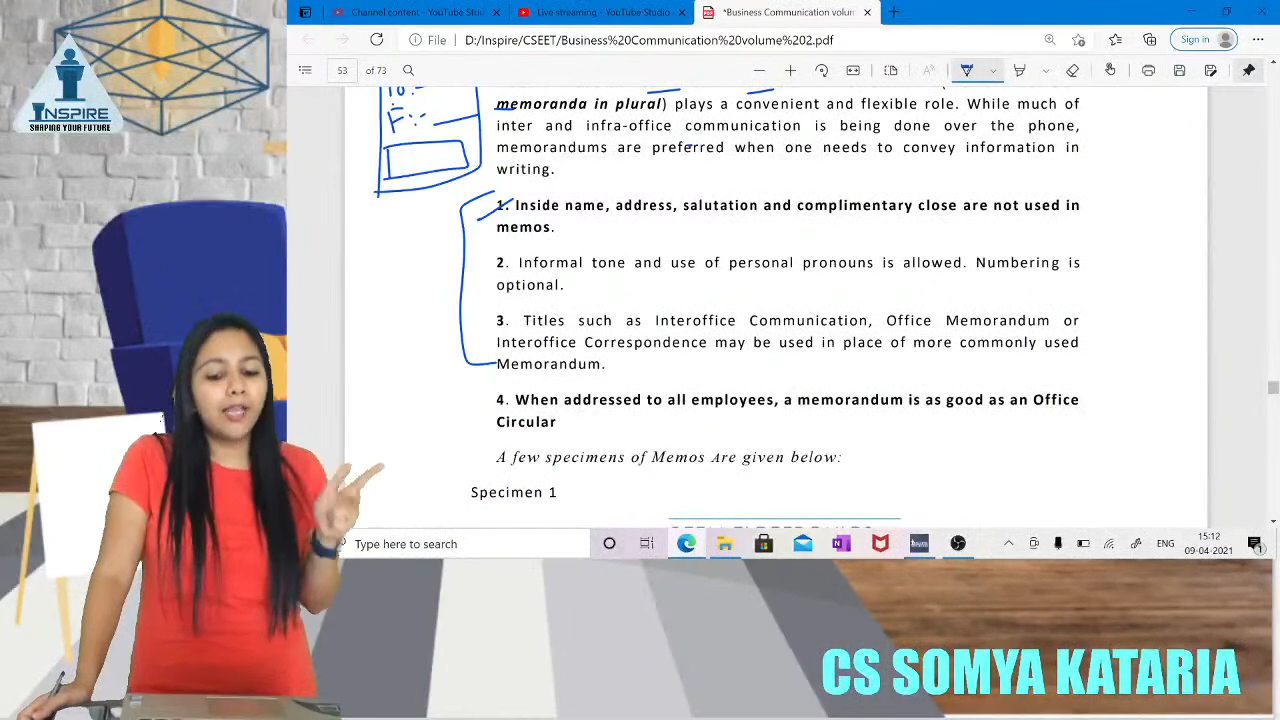 Channel content - YouTube Studio
Live streaming - YouTube Studio
*Business Communication volum
File
D:/Inspire/CSEET/Business%20Communication%20volume%202.pdf
Sign in
53 of 73
INSPIRE
SHAPING YOUR FUTURE
To:-
F:-
memoranda in plural) plays a convenient and flexible role. While much of
inter and infra-office communication is being done over the phone,
memorandums are preferred when one needs to convey information in
writing.
1. Inside name, address, salutation and complimentary close are not used in
memos.
2. Informal tone and use of personal pronouns is allowed. Numbering is
optional.
3. Titles such as Interoffice Communication, Office Memorandum or
Interoffice Correspondence may be used in place of more commonly used
Memorandum.
4. When addressed to all employees, a memorandum is as good as an Office
Circular
A few specimens of Memos Are given below:
Specimen 1
Type here to search
ENG
15:12
09-04-2021
CS SOMYA KATARIA